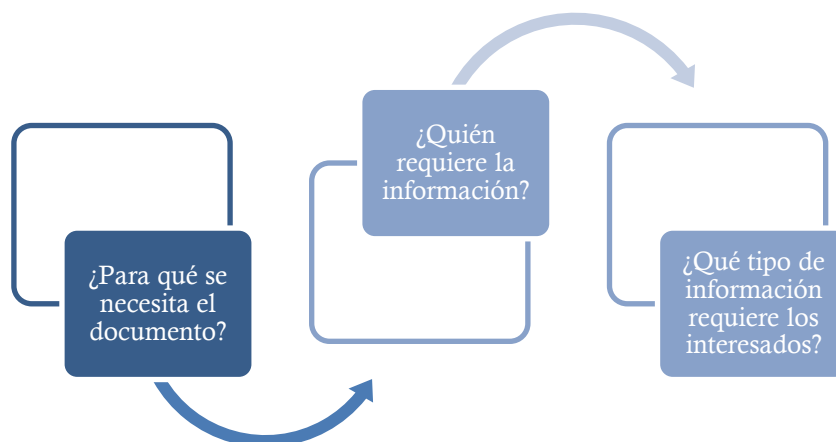 ¿Para qué se
necesita el
documento?
¿Quién
requiere la
información?
¿Qué tipo de
información
requiere los
interesados?